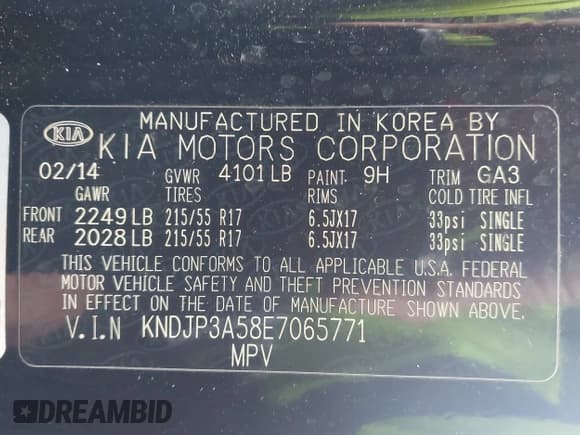 MANUFACTURED IN KOREA BY
KIA KIA MOTORS CORPORATION
02/14 GVWR 4101 LB PAINT 9H TRIM GA3
GAWR TIRES RIMS COLD TIRE INFL
FRONT 2249 LB 215/55 R17 6.5JX17 33psi SINGLE
REAR 2028 LB 215/55 R17 6.5JX17 33psi SINGLE
THIS VEHICLE CONFORMS TO ALL APPLICABLE U.S.A. FEDERAL
MOTOR VEHICLE SAFETY AND THEFT PREVENTION STANDARDS
IN EFFECT ON THE DATE OF MANUFACTURE SHOWN ABOVE.
V.I.N KNDJP3A58E7065771
MPV
DREAMBID